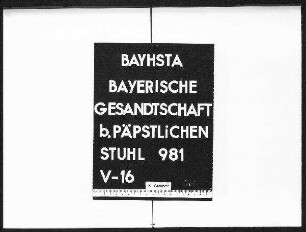 BAYHSTA
BAYERISCHE
GESANDTSCHAFT
b. PÄPSTLiCHEN
STUHL 981
V-16